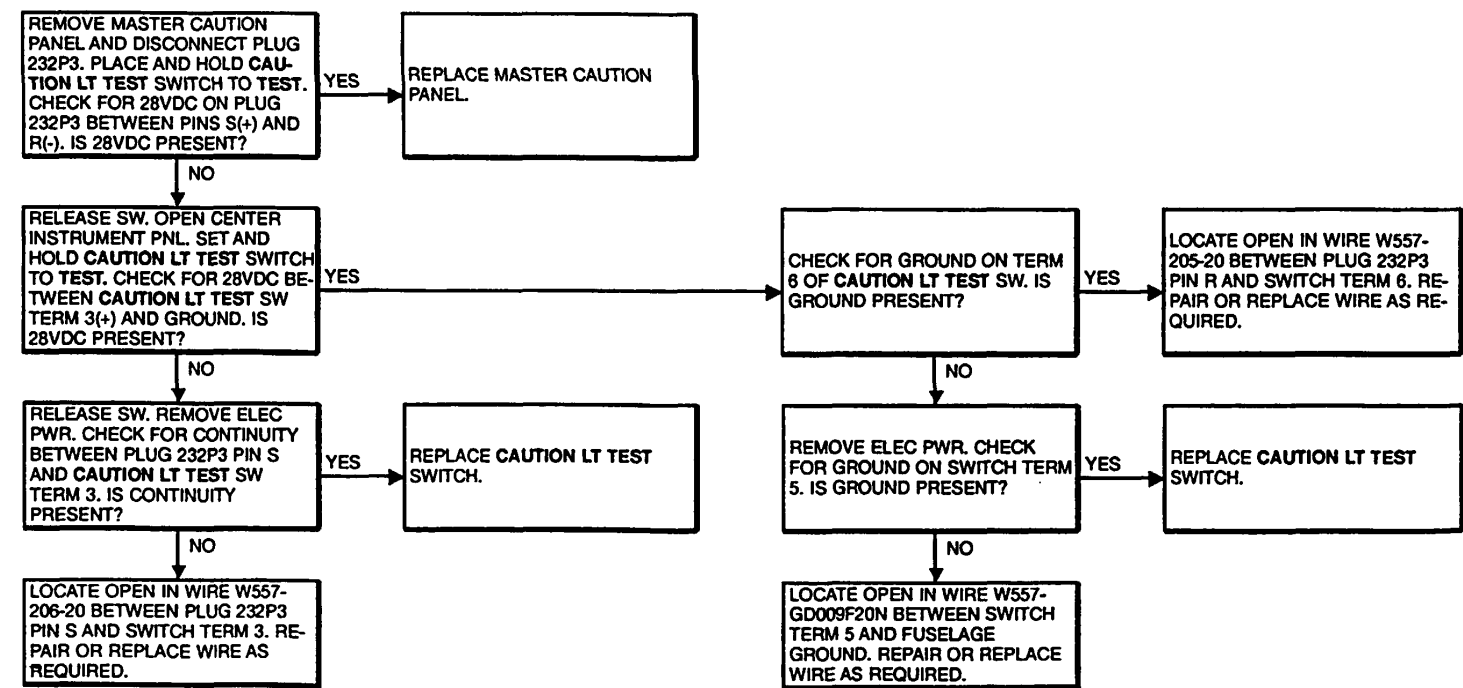 REMOVE MASTER CAUTION
PANEL AND DISCONNECT PLUG
232P3. PLACE AND HOLD CAU-
TION LT TEST SWITCH TO TEST.
CHECK FOR 28VDC ON PLUG
232P3 BETWEEN PINS S(+) AND
R(-). IS 28VDC PRESENT?
YES
REPLACE MASTER CAUTION
PANEL.
NO
RELEASE SW. OPEN CENTER
INSTRUMENT PNL. SET AND
HOLD CAUTION LT TEST SWITCH
TO TEST. CHECK FOR 28VDC BE-
TWEEN CAUTION LT TEST SW
TERM 3(+) AND GROUND. IS
28VDC PRESENT?
YES
CHECK FOR GROUND ON TERM
6 OF CAUTION LT TEST SW. IS
GROUND PRESENT?
YES
LOCATE OPEN IN WIRE W557-
205-20 BETWEEN PLUG 232P3
PIN R AND SWITCH TERM 6. RE-
PAIR OR REPLACE WIRE AS RE-
QUIRED.
NO
NO
RELEASE SW. REMOVE ELEC
PWR. CHECK FOR CONTINUITY
BETWEEN PLUG 232P3 PIN S
AND CAUTION LT TEST SW
TERM 3. IS CONTINUITY
PRESENT?
YES
REPLACE CAUTION LT TEST
SWITCH.
REMOVE ELEC PWR. CHECK
FOR GROUND ON SWITCH TERM
5. IS GROUND PRESENT?
YES
REPLACE CAUTION LT TEST
SWITCH.
NO
NO
LOCATE OPEN IN WIRE W557-
206-20 BETWEEN PLUG 232P3
PIN S AND SWITCH TERM 3. RE-
PAIR OR REPLACE WIRE AS
REQUIRED.
LOCATE OPEN IN WIRE W557-
GD009F20N BETWEEN SWITCH
TERM 5 AND FUSELAGE
GROUND. REPAIR OR REPLACE
WIRE AS REQUIRED.